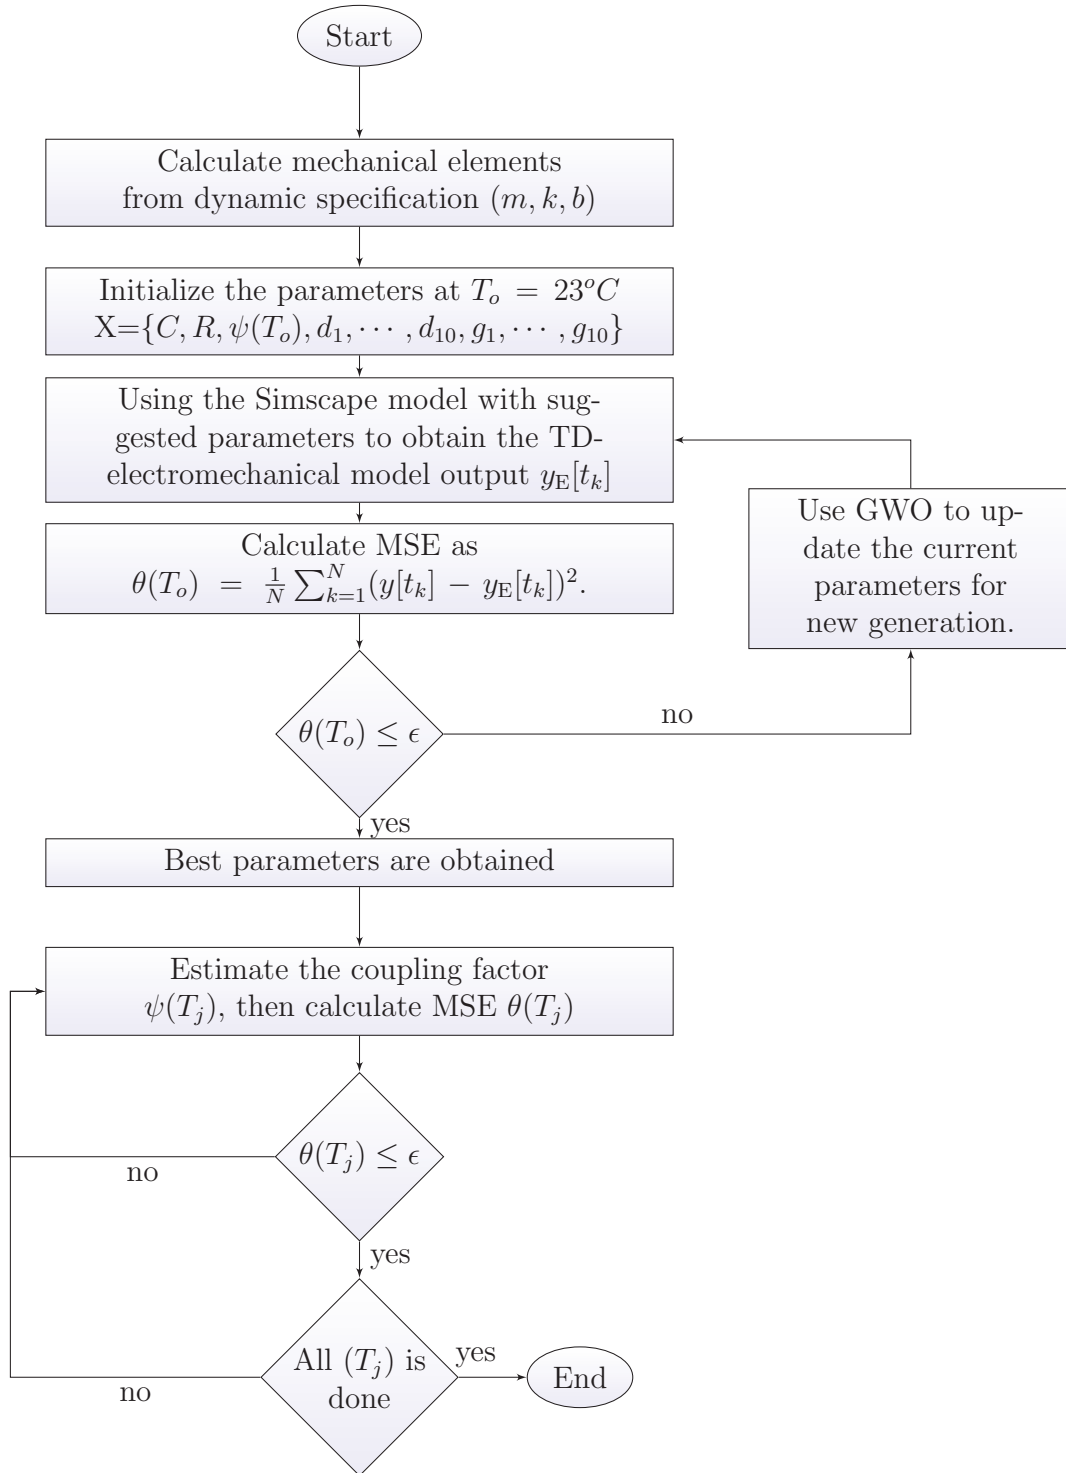 Start
Calculate mechanical elements
from dynamic specification (m, k, b)
Initialize the parameters at T_o = 23^oC
X={C, R, ψ(T_o), d_1, ⋯ , d_10, g_1, ⋯ , g_10}
Using the Simscape model with sug-
gested parameters to obtain the TD-
electromechanical model output y_E[t_k]
Calculate MSE as
θ(T_o) = 1/N ∑_{k=1}^{N}(y[t_k] − y_E[t_k])^2.
Use GWO to up-
date the current
parameters for
new generation.
θ(T_o) ≤ ϵ
no
yes
Best parameters are obtained
Estimate the coupling factor
ψ(T_j), then calculate MSE θ(T_j)
θ(T_j) ≤ ϵ
no
yes
All (T_j) is
done
no
yes
End